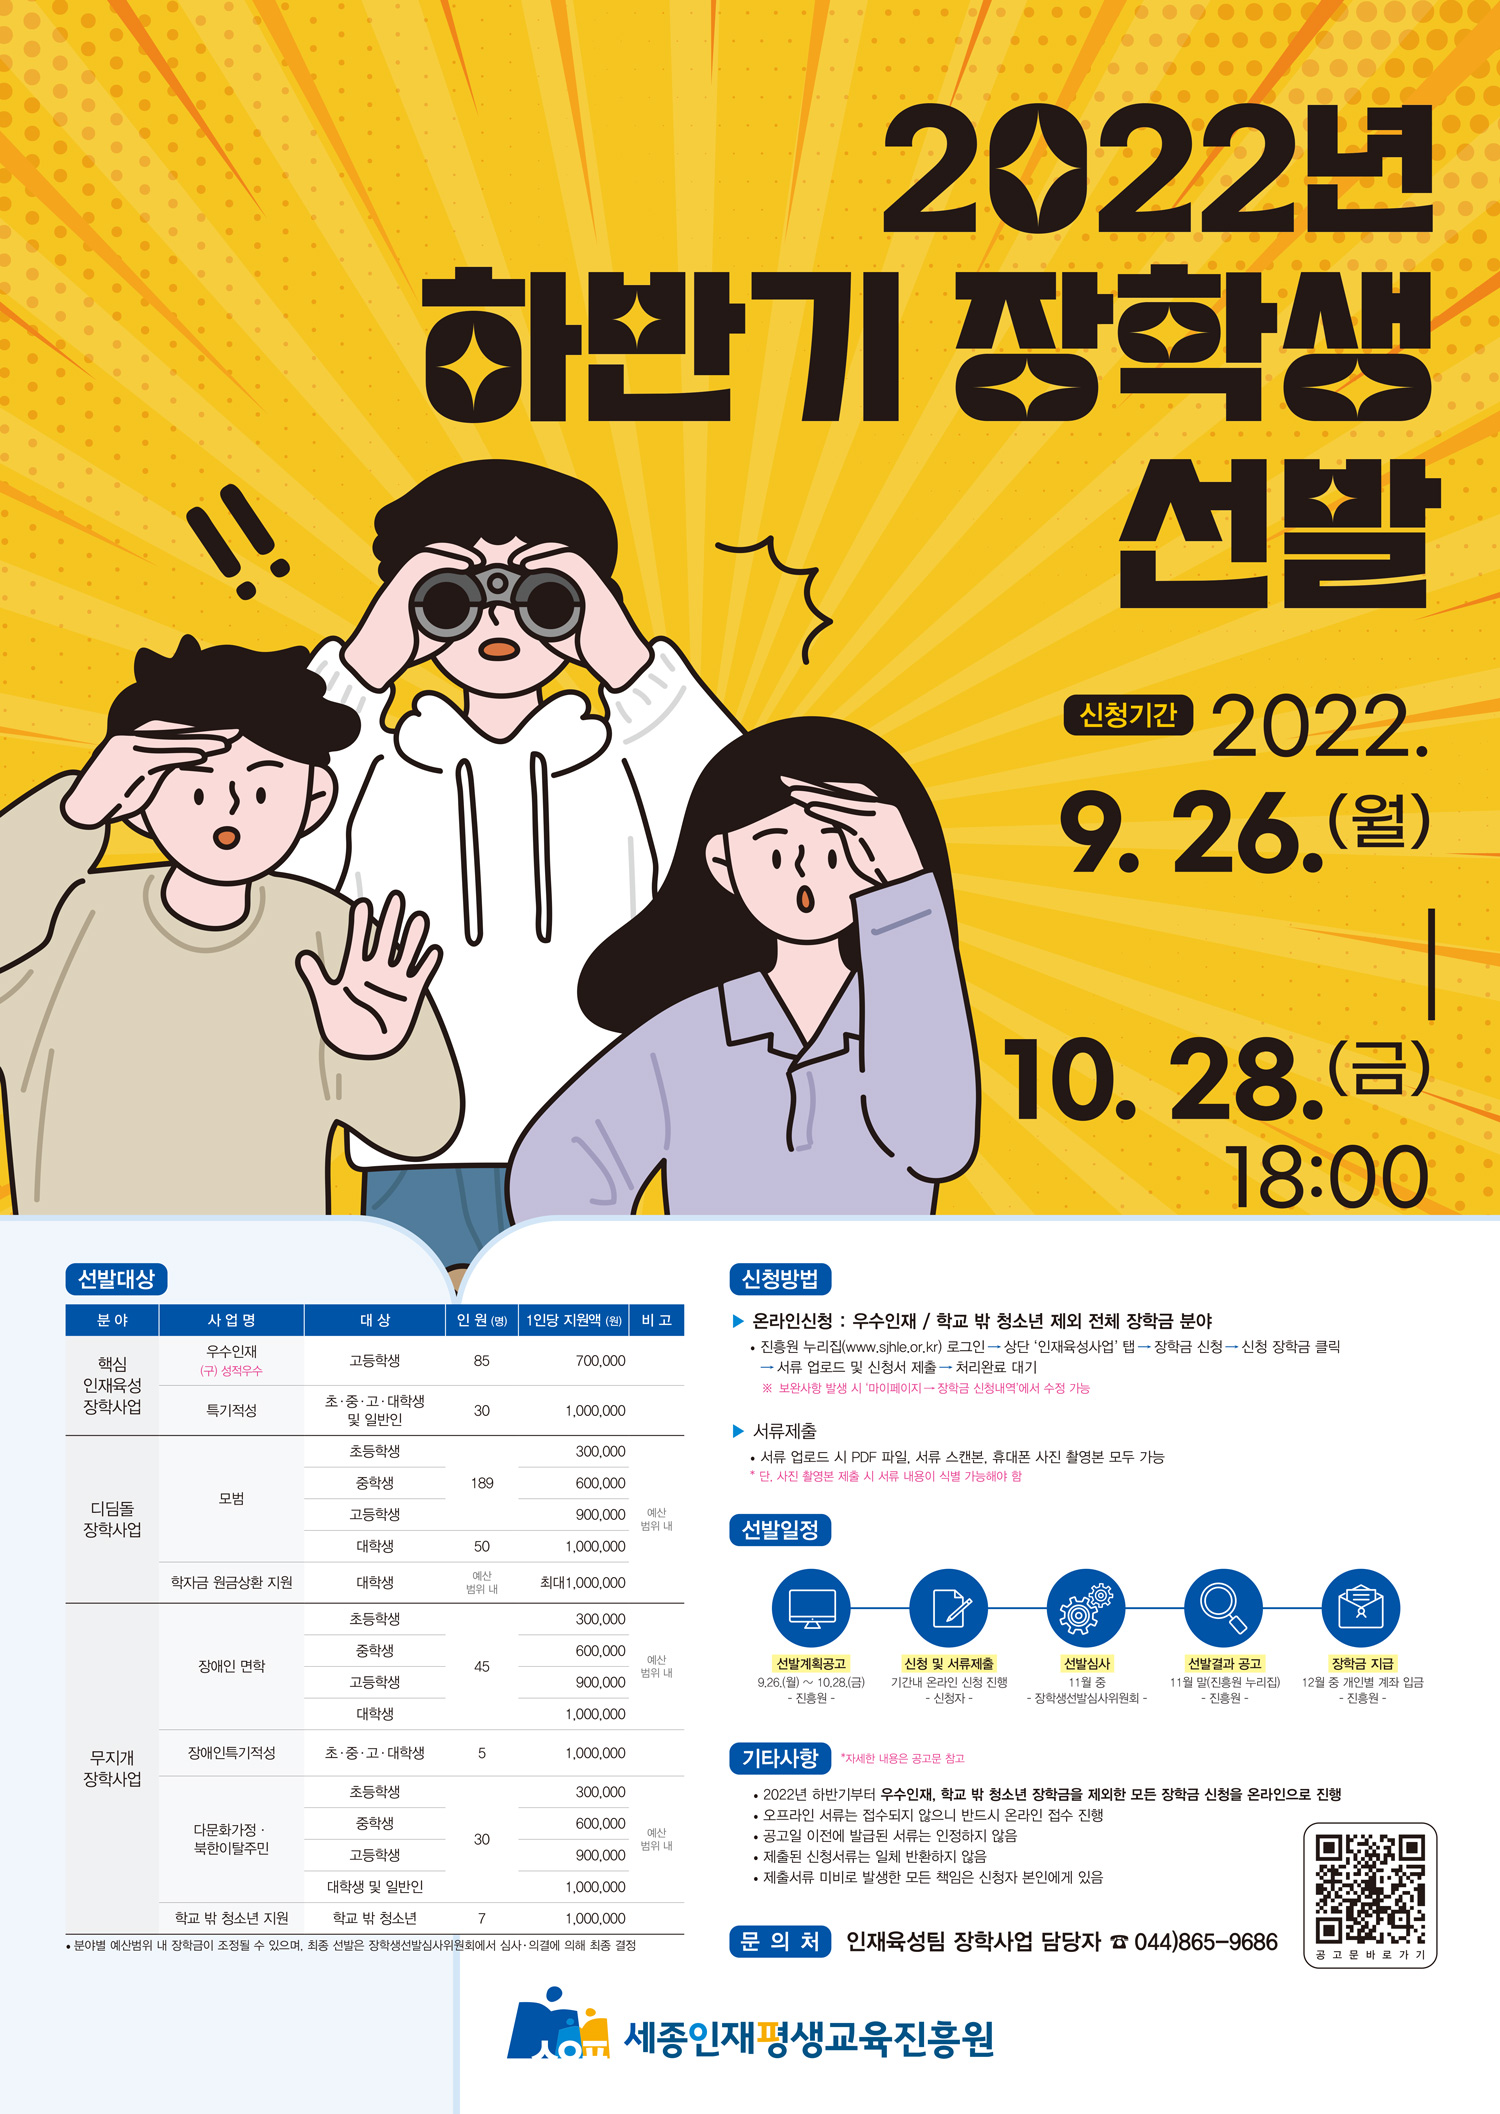 2022년
하반기 장학생
선발
신청기간 2022.
9. 26.(월)
|
10. 28.(금)
18:00
선발대상
분 야 사 업 명 대 상 인 원 (명) 1인당 지원액 (원) 비 고
핵심
인재육성
장학사업
우수인재
(구) 성적우수
고등학생 85 700,000
특기적성
초·중·고·대학생
및 일반인
30 1,000,000
디딤돌
장학사업
모범
초등학생 300,000
중학생 189 600,000
고등학생 900,000
대학생 50 1,000,000
예산
범위 내
학자금 원금상환 지원 대학생
예산
범위 내
최대1,000,000
무지개
장학사업
장애인 면학
초등학생 300,000
중학생 600,000
45
고등학생 900,000
대학생 1,000,000
예산
범위 내
장애인특기적성 초·중·고·대학생 5 1,000,000
다문화가정·
북한이탈주민
초등학생 300,000
중학생 600,000
30
고등학생 900,000
대학생 및 일반인 1,000,000
예산
범위 내
학교 밖 청소년 지원 학교 밖 청소년 7 1,000,000
• 분야별 예산범위 내 장학금이 조정될 수 있으며, 최종 선발은 장학생선발심사위원회에서 심사·의결에 의해 최종 결정
신청방법
▶ 온라인신청 : 우수인재 / 학교 밖 청소년 제외 전체 장학금 분야
• 진흥원 누리집(www.sjhle.or.kr) 로그인→상단 ‘인재육성사업’ 탭→장학금 신청→신청 장학금 클릭
→서류 업로드 및 신청서 제출→처리완료 대기
※ 보완사항 발생 시 ‘마이페이지→장학금 신청내역’에서 수정 가능
▶ 서류제출
• 서류 업로드 시 PDF 파일, 서류 스캔본, 휴대폰 사진 촬영본 모두 가능
* 단, 사진 촬영본 제출 시 서류 내용이 식별 가능해야 함
선발일정
선발계획공고
9.26.(월) ~ 10.28.(금)
- 진흥원 -
신청 및 서류제출
기간내 온라인 신청 진행
- 신청자 -
선발심사
11월 중
- 장학생선발심사위원회 -
선발결과 공고
11월 말(진흥원 누리집)
- 진흥원 -
장학금 지급
12월 중 개인별 계좌 입금
- 진흥원 -
기타사항 *자세한 내용은 공고문 참고
• 2022년 하반기부터 우수인재, 학교 밖 청소년 장학금을 제외한 모든 장학금 신청을 온라인으로 진행
• 오프라인 서류는 접수되지 않으니 반드시 온라인 접수 진행
• 공고일 이전에 발급된 서류는 인정하지 않음
• 제출된 신청서류는 일체 반환하지 않음
• 제출서류 미비로 발생한 모든 책임은 신청자 본인에게 있음
문 의 처 인재육성팀 장학사업 담당자 ☎ 044)865-9686
공고문바로가기
세종인재평생교육진흥원